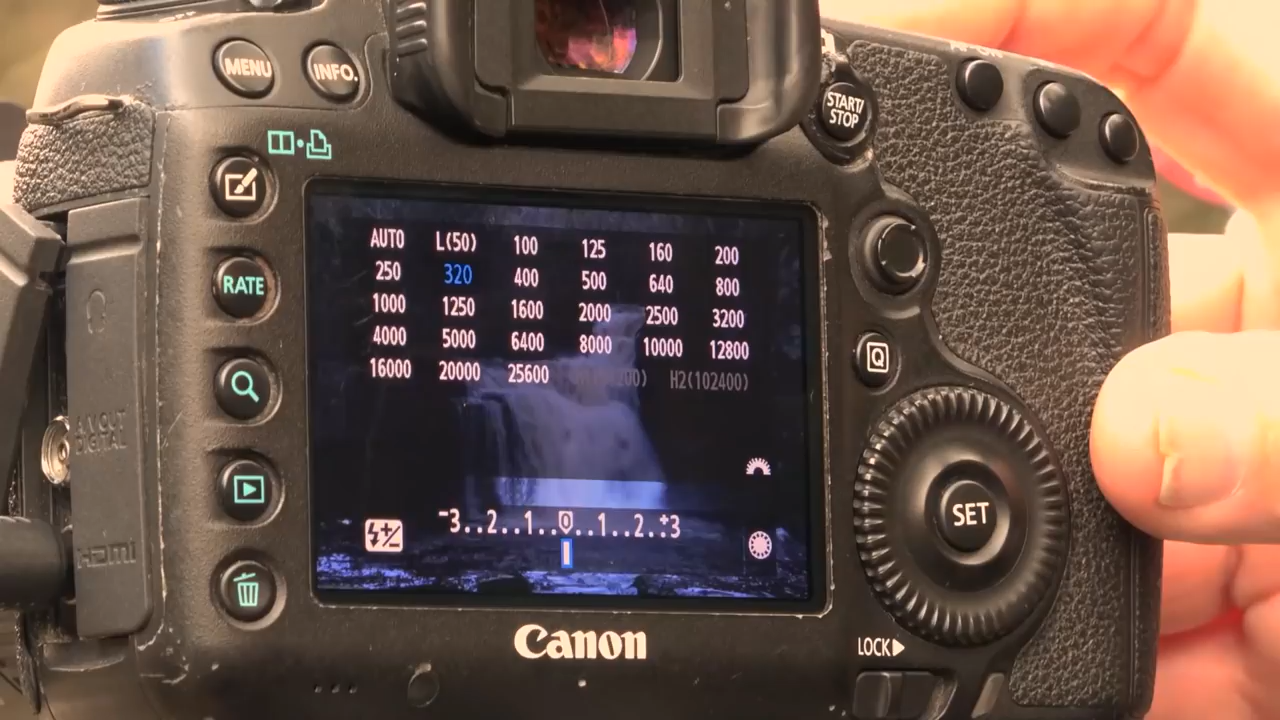 MENU
INFO.
START/
STOP
RATE
AUTO L(50) 100 125 160 200
250 320 400 500 640 800
1000 1250 1600 2000 2500 3200
4000 5000 6400 8000 10000 12800
16000 20000 25600 H2(102400)
A/V OUT
DIGITAL
Q
-3..2..1..0..1..2..+3
SET
HDMI
Canon
LOCK▶